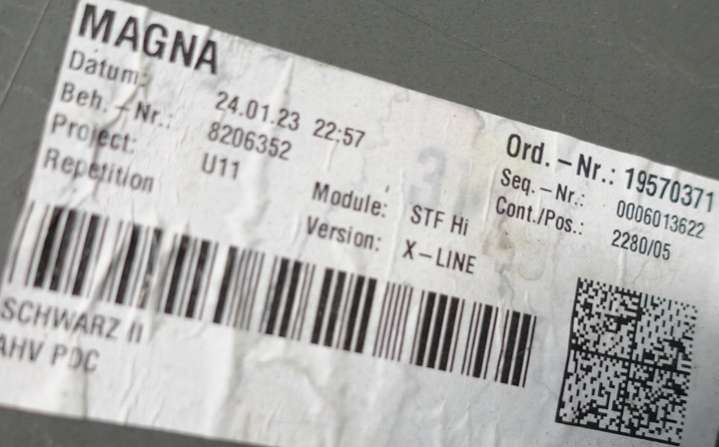 MAGNA
Datum: 24.01.23 22:57
Beh. – Nr.: 8206352
Project: U11
Repetition
Module: STF Hi
Version: X–LINE
Ord. – Nr.: 19570371
Seq. – Nr.: 0006013622
Cont./Pos.: 2280/05
SCHWARZ II
AHV PDC